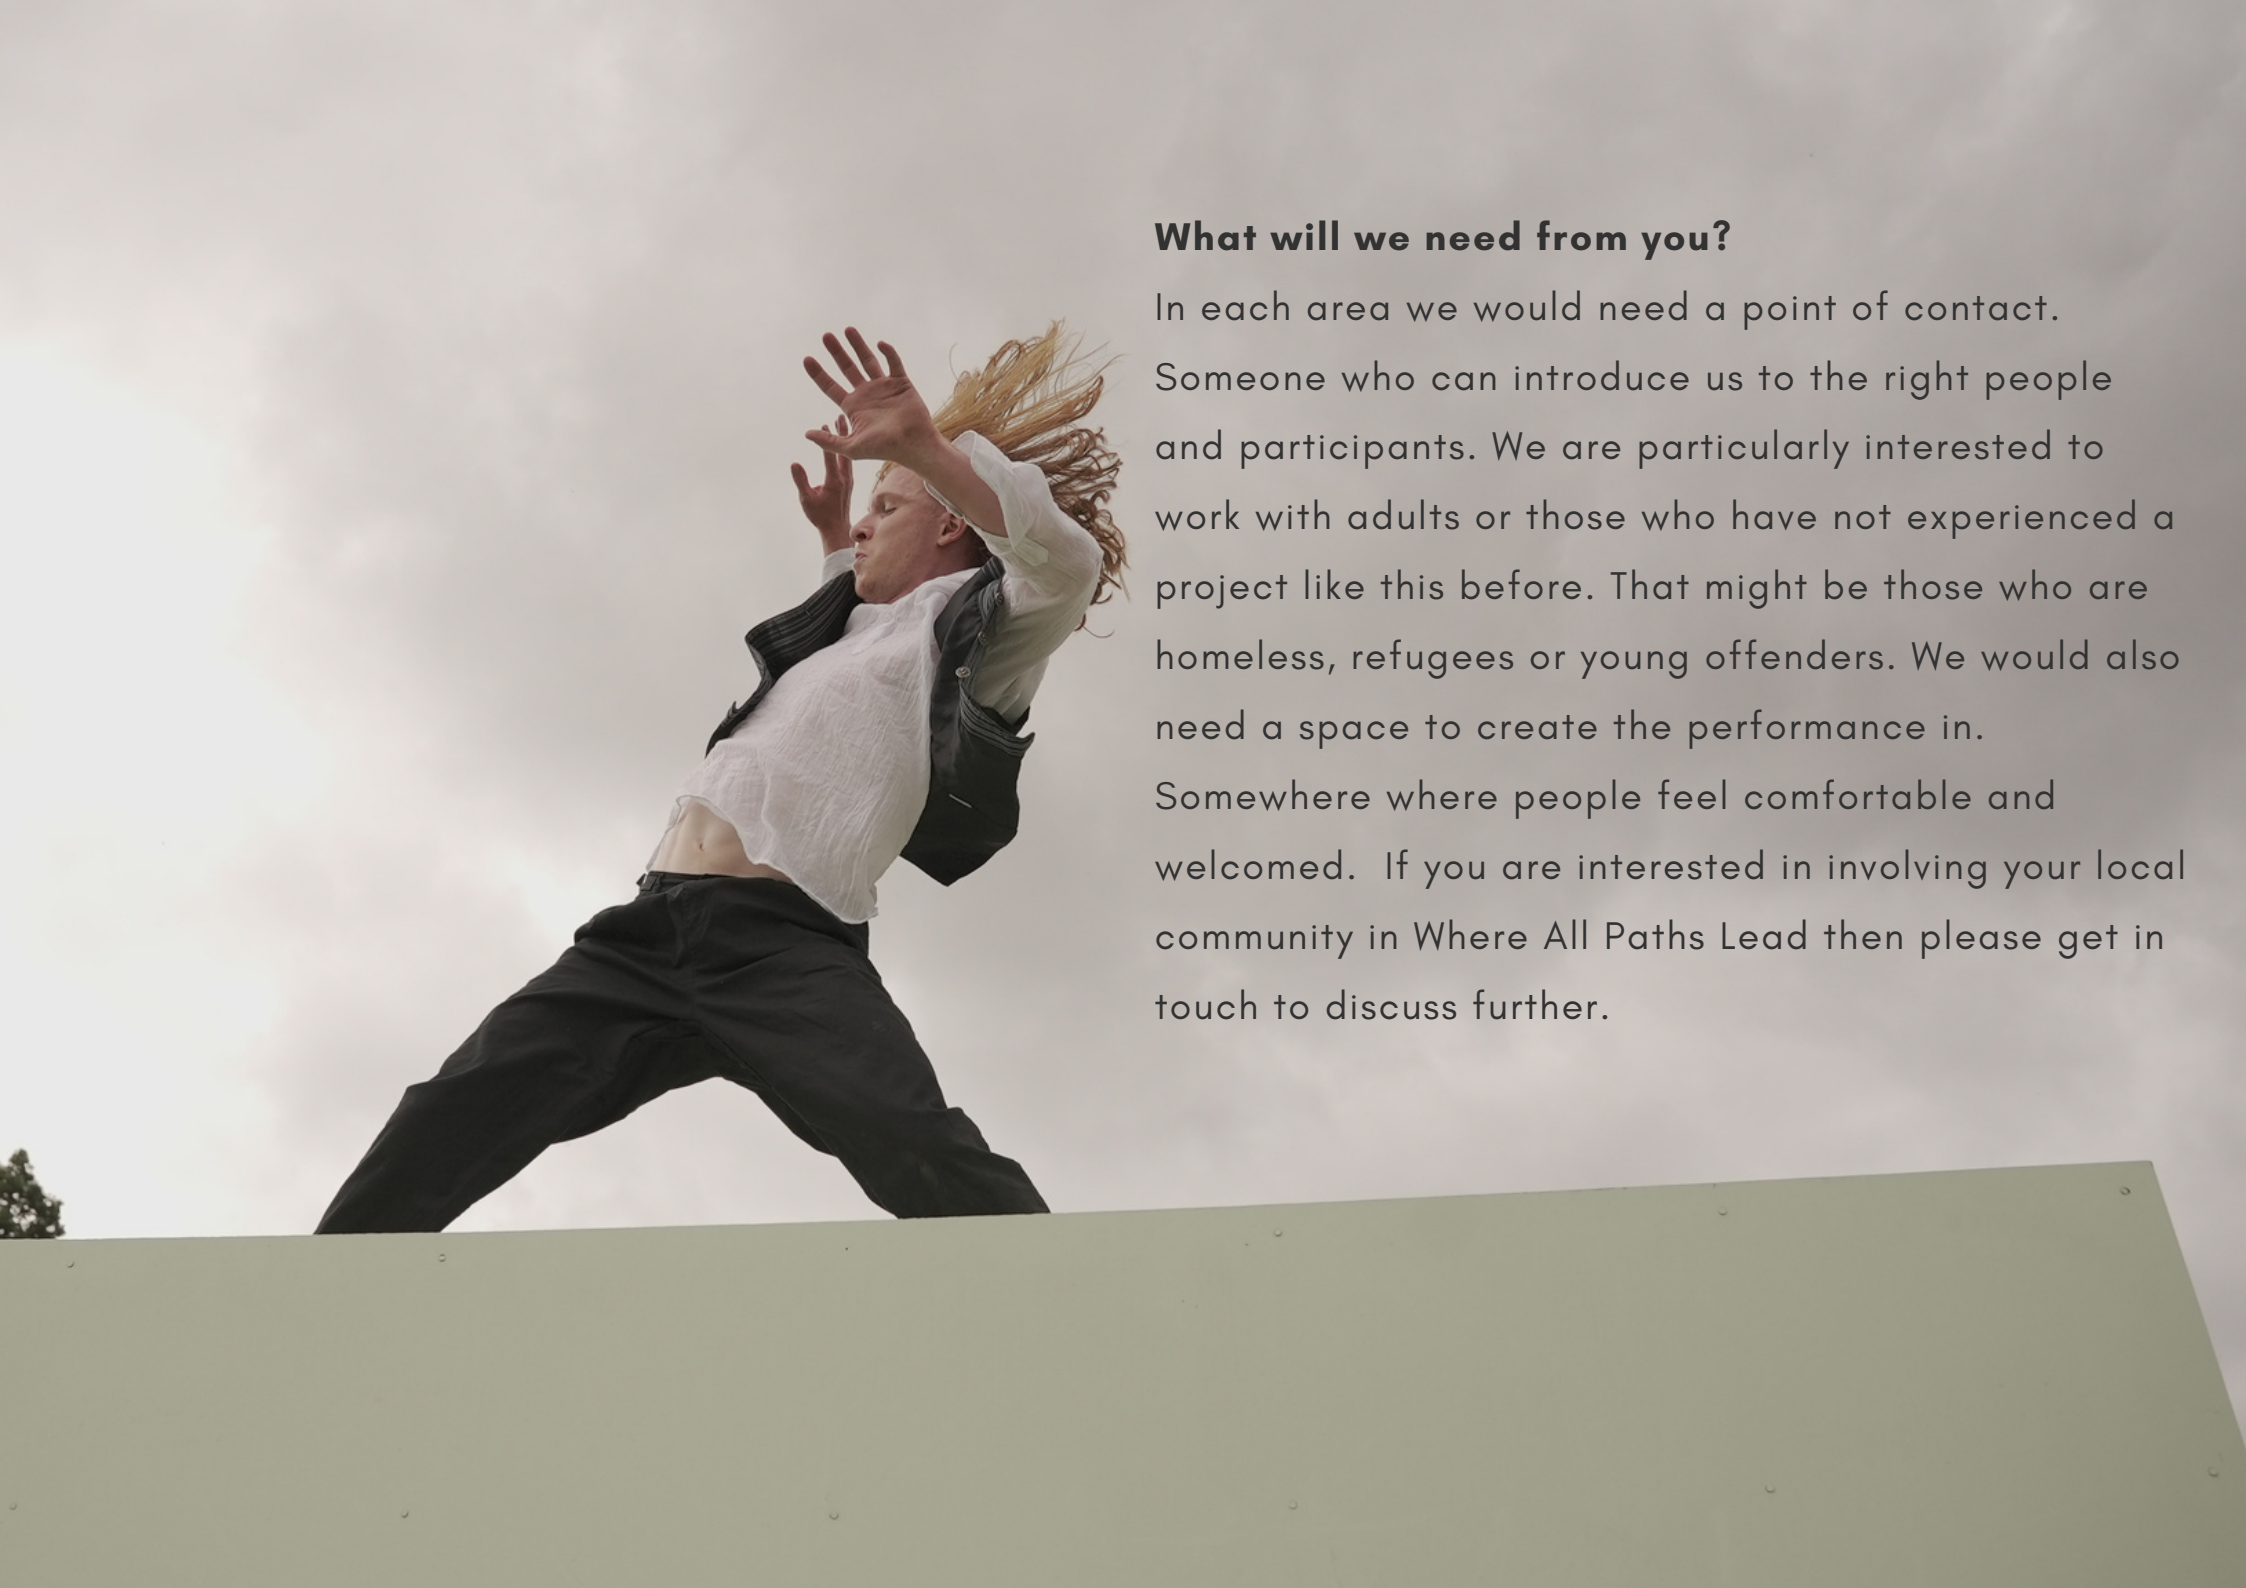 What will we need from you?
In each area we would need a point of contact.
Someone who can introduce us to the right people
and participants. We are particularly interested to
work with adults or those who have not experienced a
project like this before. That might be those who are
homeless, refugees or young offenders. We would also
need a space to create the performance in.
Somewhere where people feel comfortable and
welcomed.  If you are interested in involving your local
community in Where All Paths Lead then please get in
touch to discuss further.